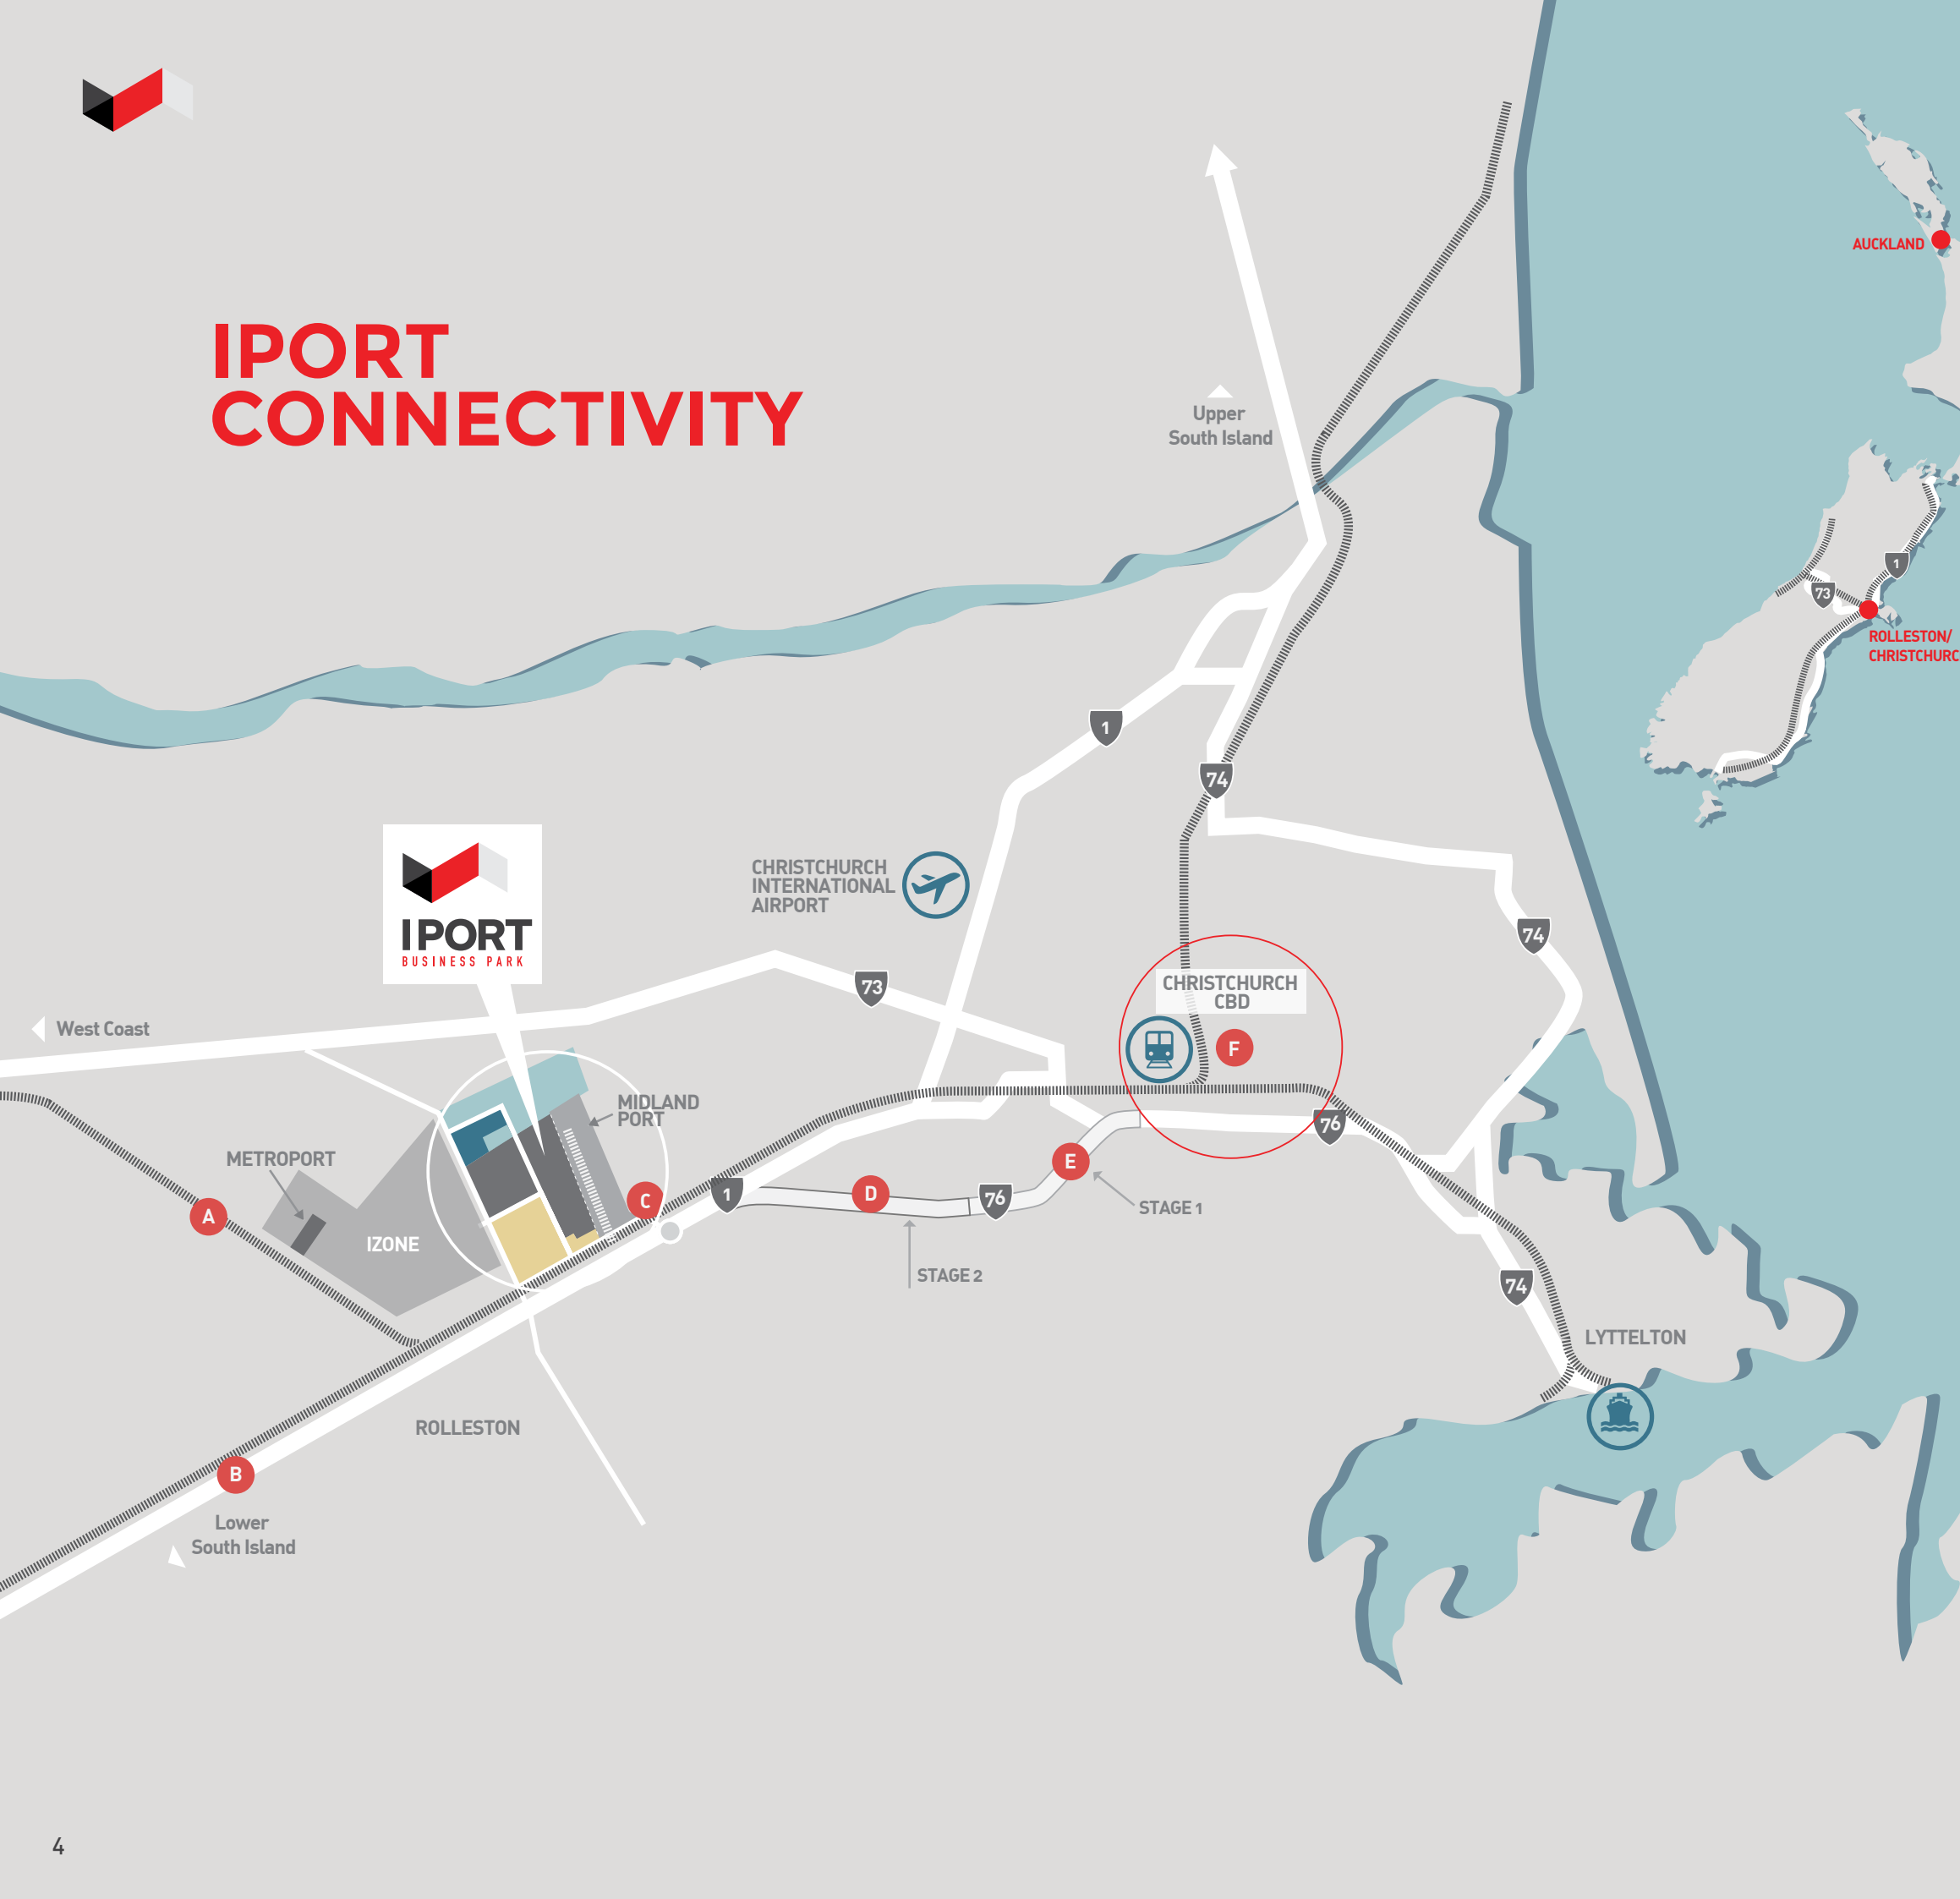 IPORT
CONNECTIVITY
AUCKLAND
Upper
South Island
1
73
ROLLESTON/
CHRISTCHURC
1
74
CHRISTCHURCH
INTERNATIONAL
AIRPORT
IPORT
BUSINESS PARK
74
73
CHRISTCHURCH
CBD
West Coast
F
MIDLAND
PORT
76
METROPORT
E
A
C
1
D
76
STAGE 1
IZONE
STAGE 2
74
LYTTELTON
ROLLESTON
B
Lower
South Island
4